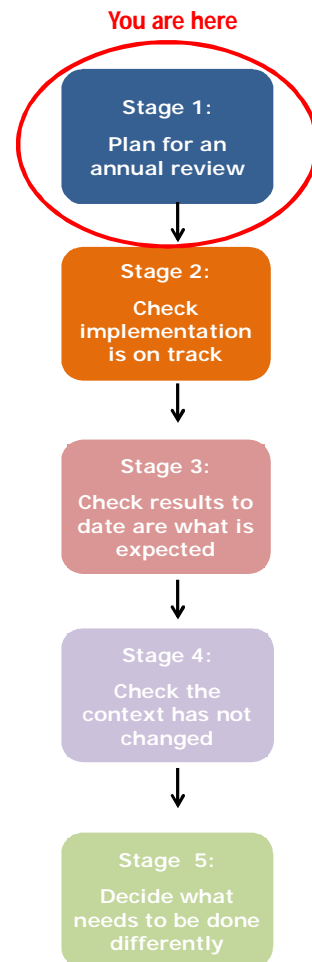 You are here
Stage 1:
Plan for an
annual review
Stage 2:
Check
implementation
is on track
Stage 3:
Check results to
date are what is
expected
Stage 4:
Check the
context has not
changed
Stage 5:
Decide what
needs to be done
differently